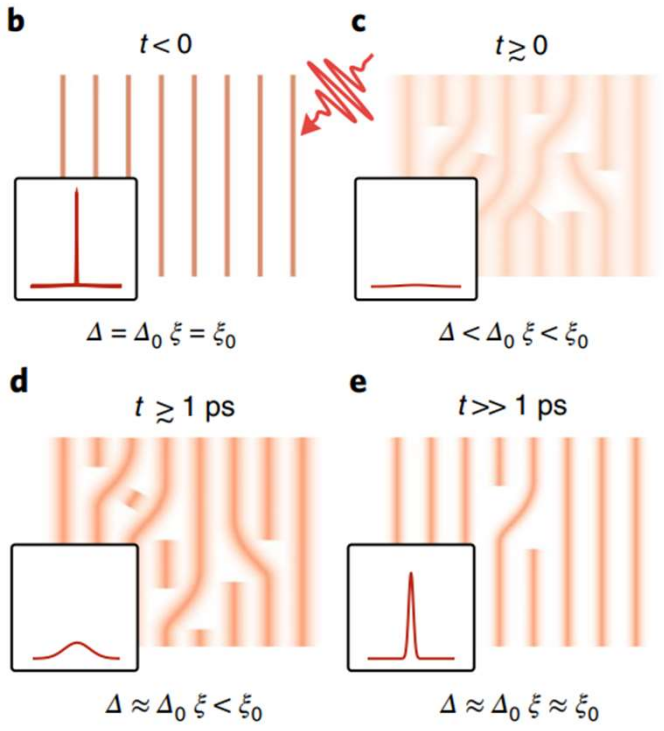 b
t < 0
Δ = Δ₀ ξ = ξ₀
c
t ≳ 0
Δ < Δ₀ ξ < ξ₀
d
t ≳ 1 ps
Δ ≈ Δ₀ ξ < ξ₀
e
t >> 1 ps
Δ ≈ Δ₀ ξ ≈ ξ₀